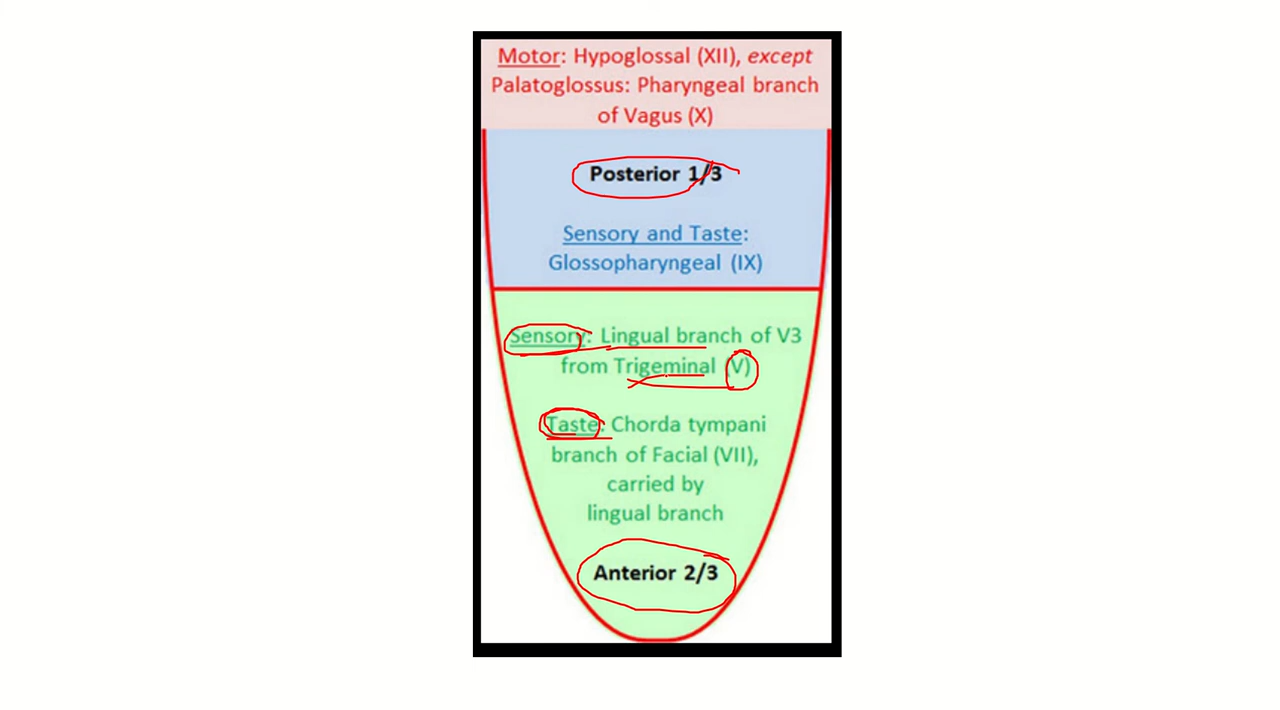 Motor: Hypoglossal (XII), except
Palatoglossus: Pharyngeal branch
of Vagus (X)
Posterior 1/3
Sensory and Taste:
Glossopharyngeal (IX)
Sensory: Lingual branch of V3
from Trigeminal (V)
Taste: Chorda tympani
branch of Facial (VII),
carried by
lingual branch
Anterior 2/3